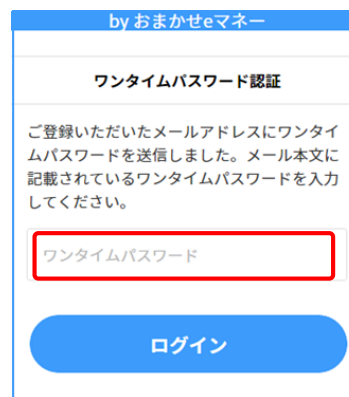 by おまかせeマネー
ワンタイムパスワード認証
ご登録いただいたメールアドレスにワンタイ
ムパスワードを送信しました。メール本文に
記載されているワンタイムパスワードを入力
してください。
ワンタイムパスワード
ログイン